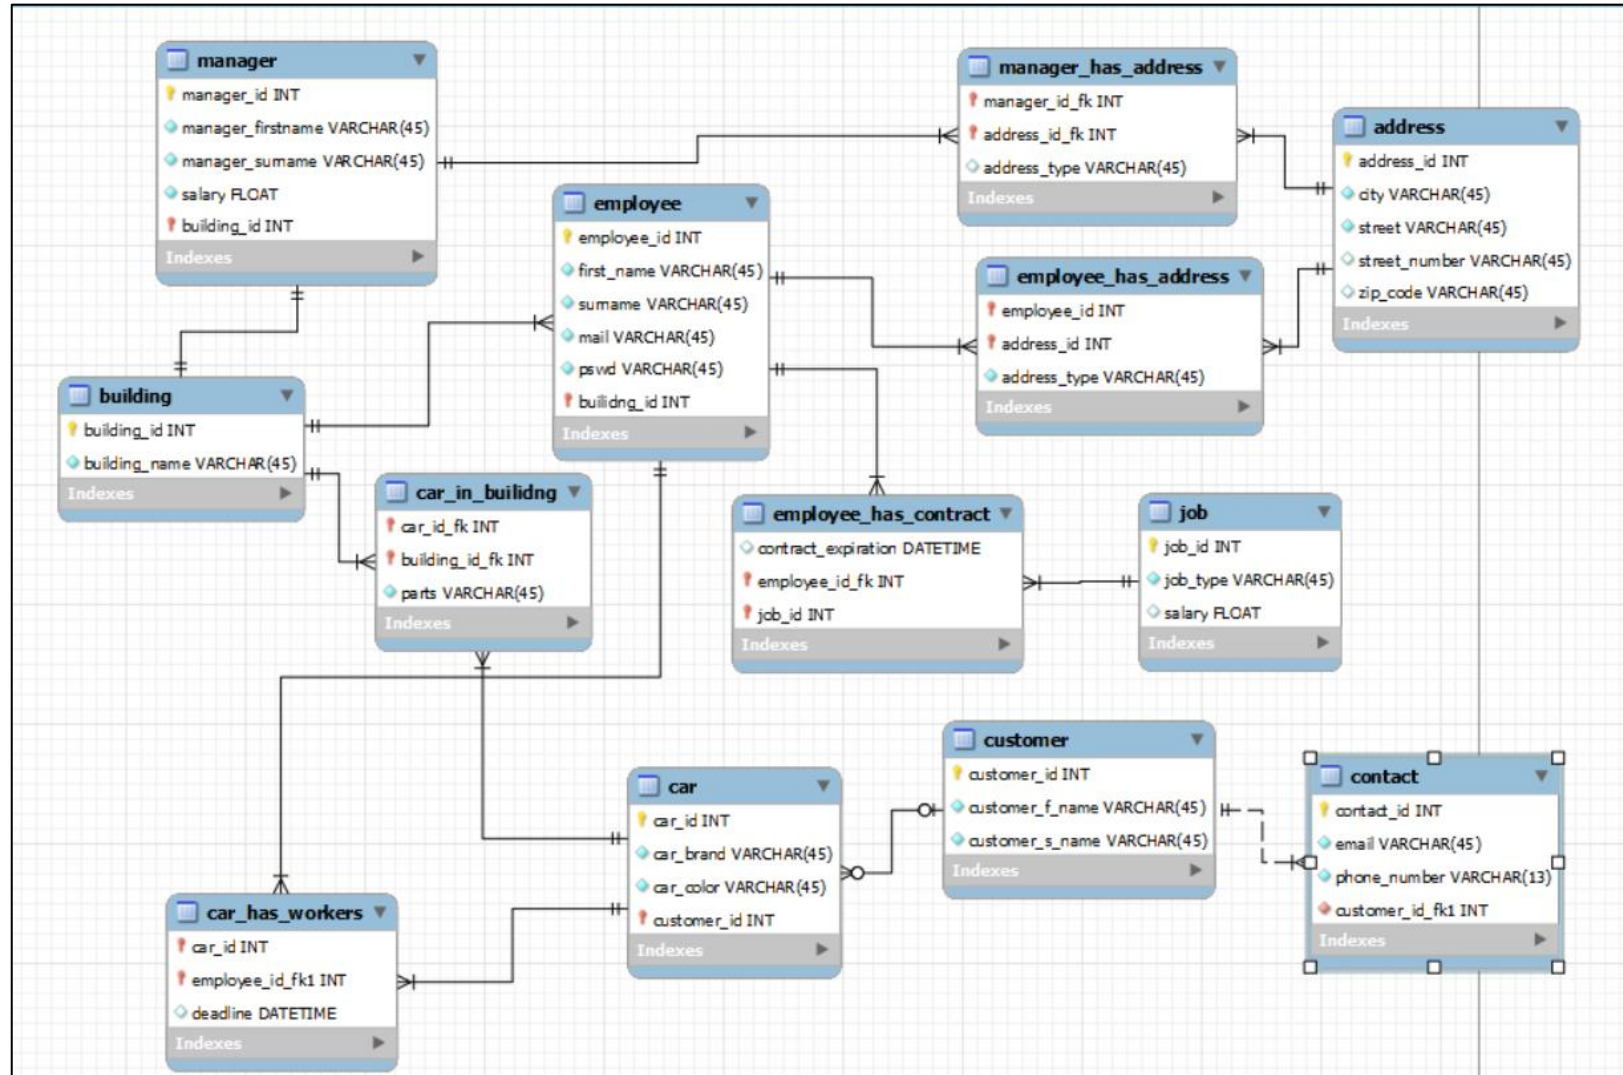 manager
manager_id INT
manager_firstname VARCHAR(45)
manager_surname VARCHAR(45)
salary FLOAT
building_id INT
Indexes
manager_has_address
manager_id_fk INT
address_id_fk INT
address_type VARCHAR(45)
Indexes
address
address_id INT
city VARCHAR(45)
street VARCHAR(45)
street_number VARCHAR(45)
zip_code VARCHAR(45)
Indexes
employee
employee_id INT
first_name VARCHAR(45)
surname VARCHAR(45)
mail VARCHAR(45)
pswd VARCHAR(45)
builidng_id INT
Indexes
employee_has_address
employee_id INT
address_id INT
address_type VARCHAR(45)
Indexes
building
building_id INT
building_name VARCHAR(45)
Indexes
car_in_builidng
car_id_fk INT
building_id_fk INT
parts VARCHAR(45)
Indexes
employee_has_contract
contract_expiration DATETIME
employee_id_fk INT
job_id INT
Indexes
job
job_id INT
job_type VARCHAR(45)
salary FLOAT
Indexes
customer
customer_id INT
customer_f_name VARCHAR(45)
customer_s_name VARCHAR(45)
Indexes
contact
contact_id INT
email VARCHAR(45)
phone_number VARCHAR(13)
customer_id_fk1 INT
Indexes
car
car_id INT
car_brand VARCHAR(45)
car_color VARCHAR(45)
customer_id INT
Indexes
car_has_workers
car_id INT
employee_id_fk1 INT
deadline DATETIME
Indexes